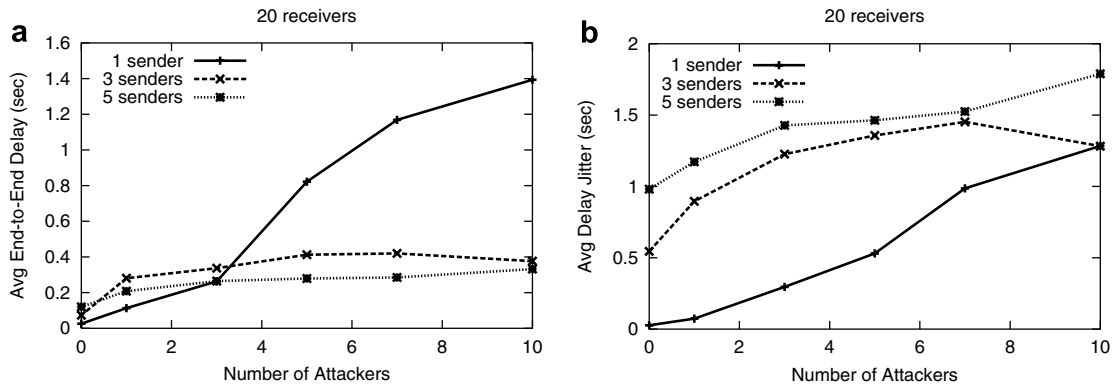 a
20 receivers
Avg End-to-End Delay (sec)
1.6
1.4
1.2
1
0.8
0.6
0.4
0.2
0
1 sender
3 senders
5 senders
0 2 4 6 8 10
Number of Attackers
b
20 receivers
Avg Delay Jitter (sec)
2
1.5
1
0.5
0
1 sender
3 senders
5 senders
0 2 4 6 8 10
Number of Attackers